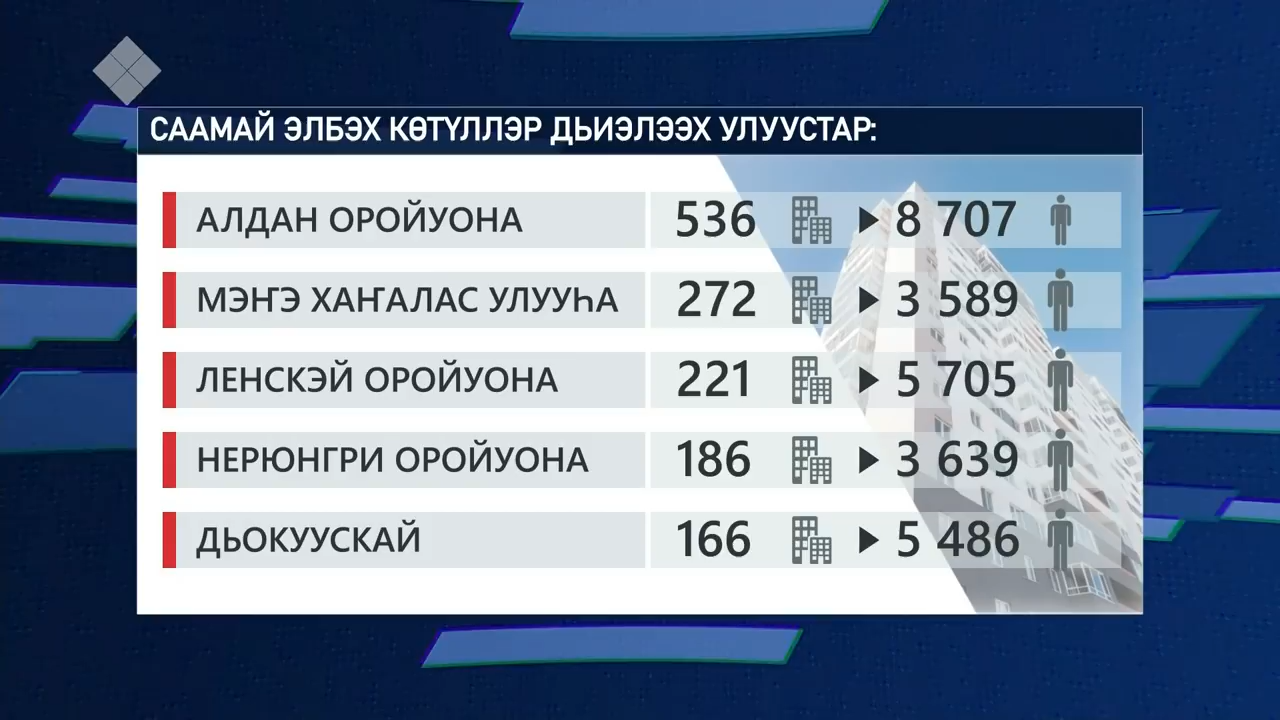 СААМАЙ ЭЛБЭХ КӨТҮЛЛЭР ДЬИЭЛЭЭХ УЛУУСТАР:
АЛДАН ОРОЙУОНА 536 8 707
МЭҤЭ ХАҤАЛАС УЛУУҺА 272 3 589
ЛЕНСКЭЙ ОРОЙУОНА 221 5 705
НЕРЮНГРИ ОРОЙУОНА 186 3 639
ДЬОКУУСКАЙ 166 5 486